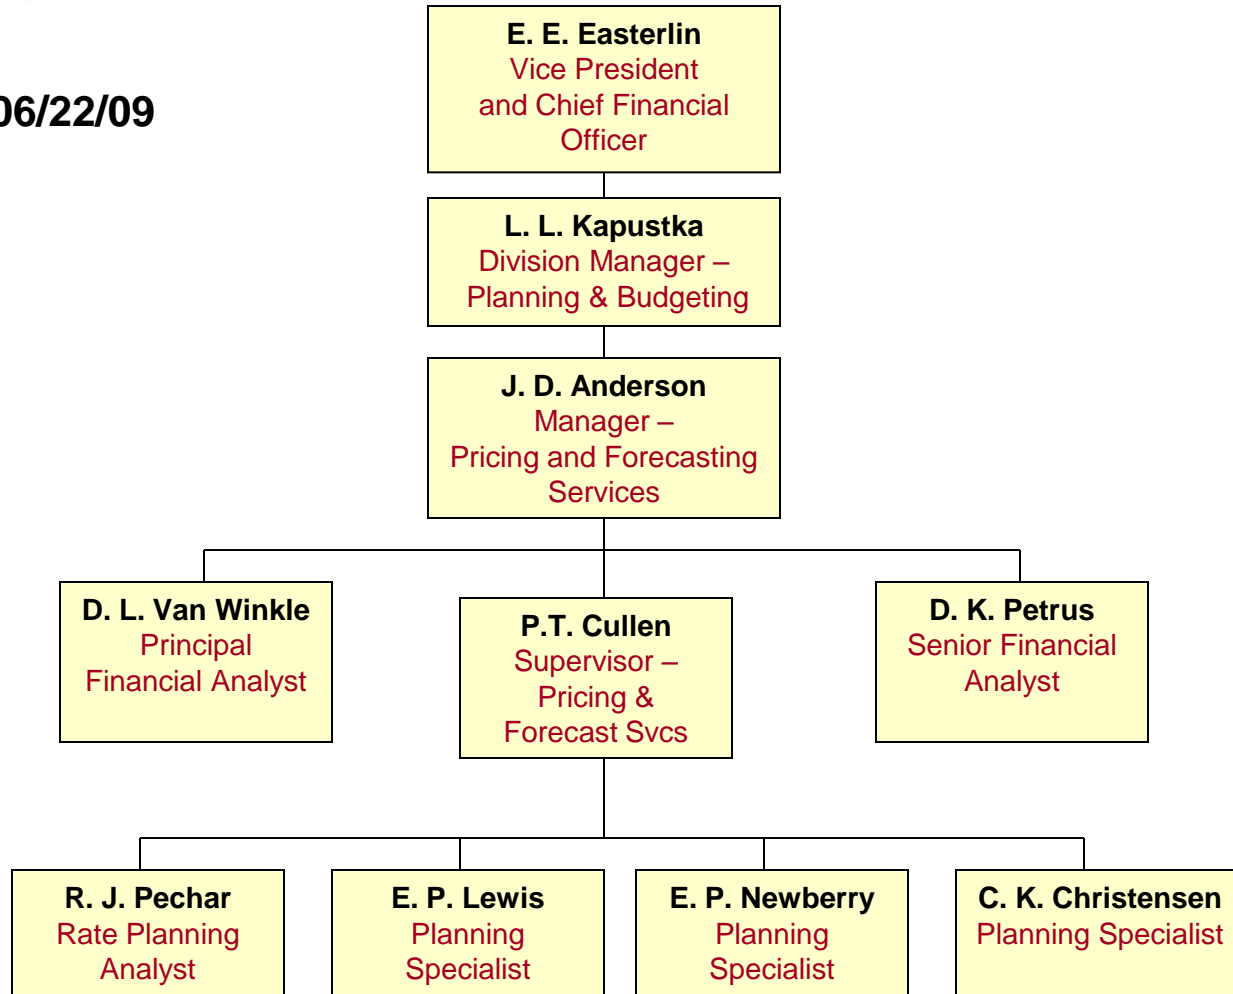 06/22/09
E. E. Easterlin
Vice President
and Chief Financial
Officer
L. L. Kapustka
Division Manager –
Planning & Budgeting
J. D. Anderson
Manager –
Pricing and Forecasting
Services
D. L. Van Winkle
Principal
Financial Analyst
P.T. Cullen
Supervisor –
Pricing &
Forecast Svcs
D. K. Petrus
Senior Financial
Analyst
R. J. Pechar
Rate Planning
Analyst
E. P. Lewis
Planning
Specialist
E. P. Newberry
Planning
Specialist
C. K. Christensen
Planning Specialist